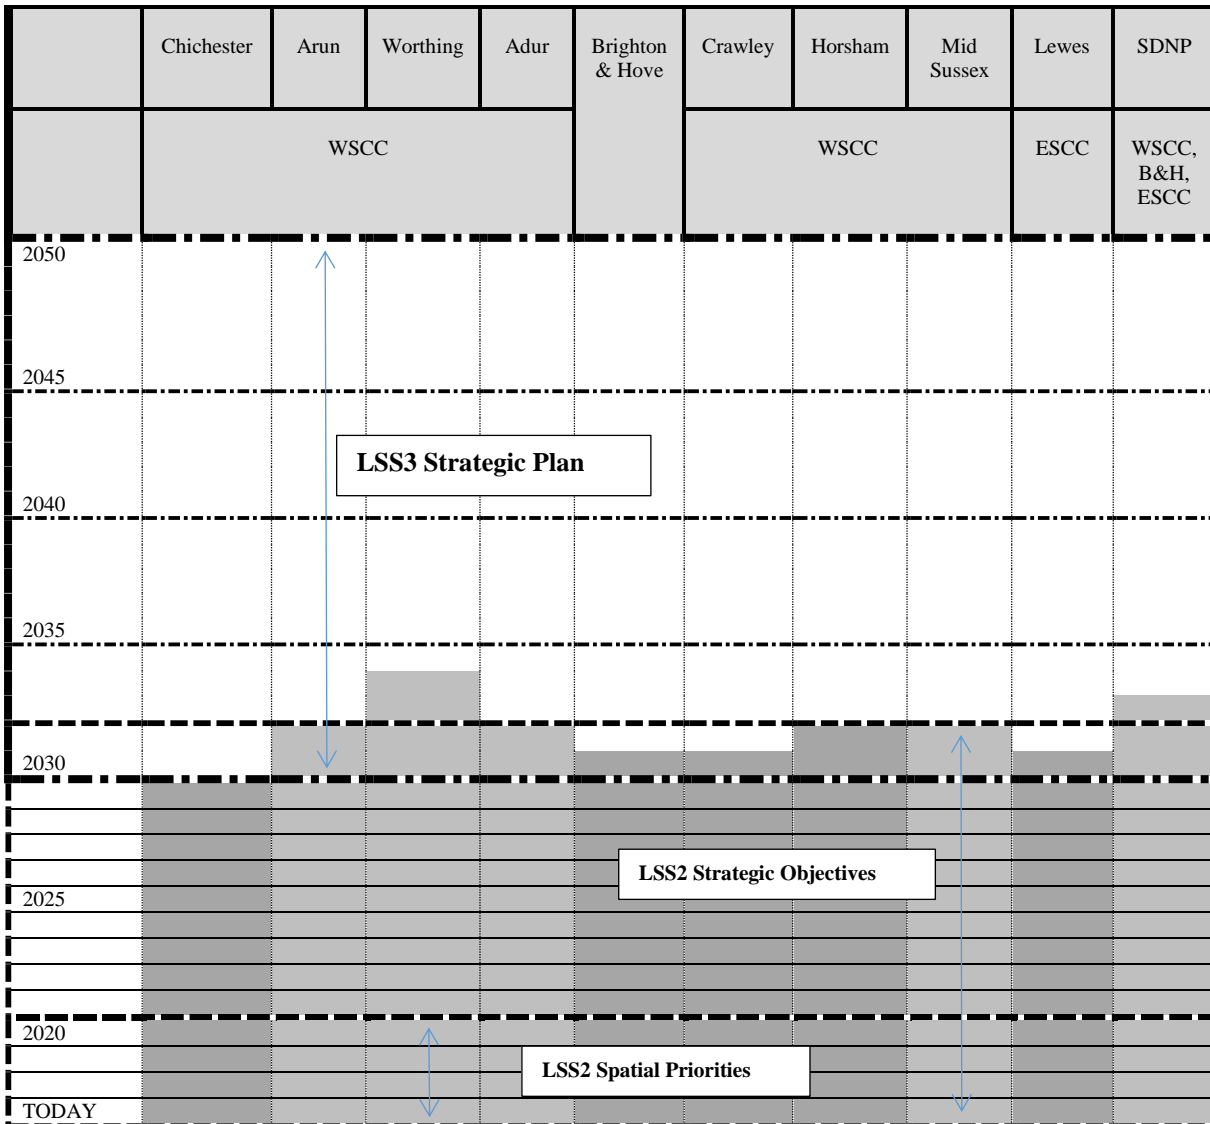 Chichester
Arun
Worthing
Adur
Brighton
& Hove
Crawley
Horsham
Mid
Sussex
Lewes
SDNP
WSCC
WSCC
ESCC
WSCC,
B&H,
ESCC
2050
2045
LSS3 Strategic Plan
2040
2035
2030
LSS2 Strategic Objectives
2025
2020
LSS2 Spatial Priorities
TODAY